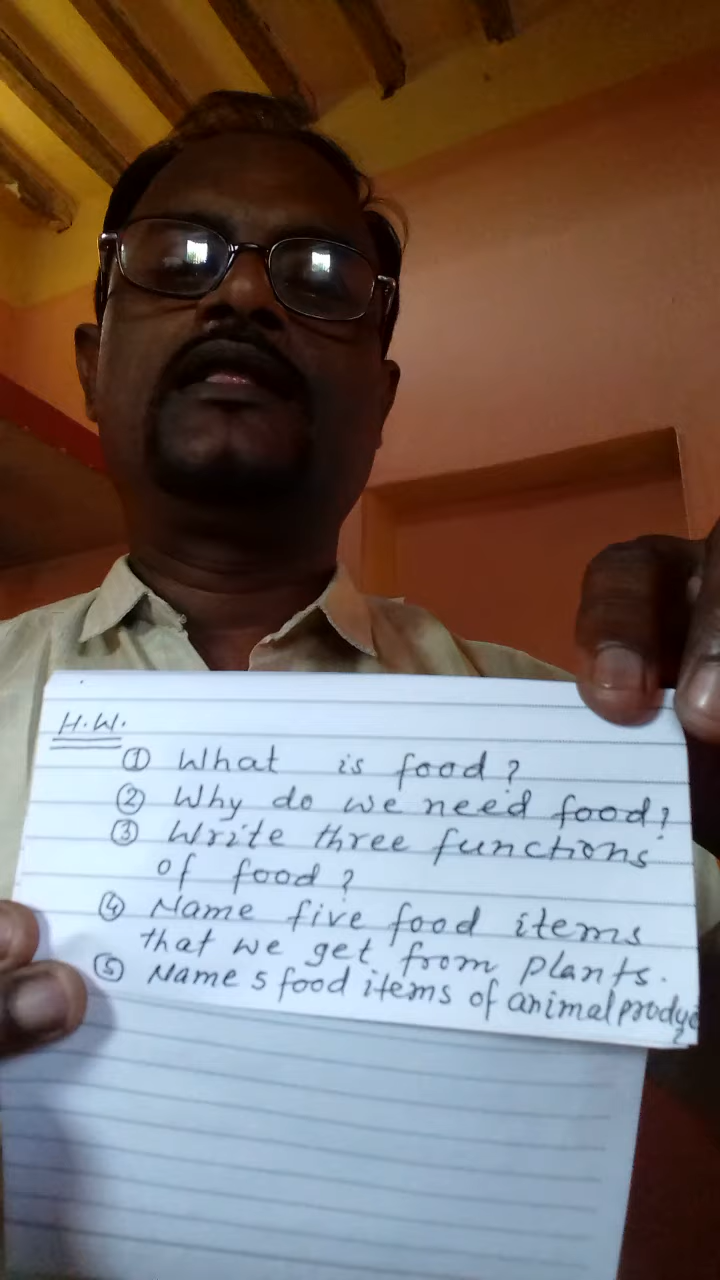 H.W.
① What is food?
② Why do we need food?
③ Write three functions
of food?
④ Name five food items
that we get from plants.
⑤ Name 5 food items of animal